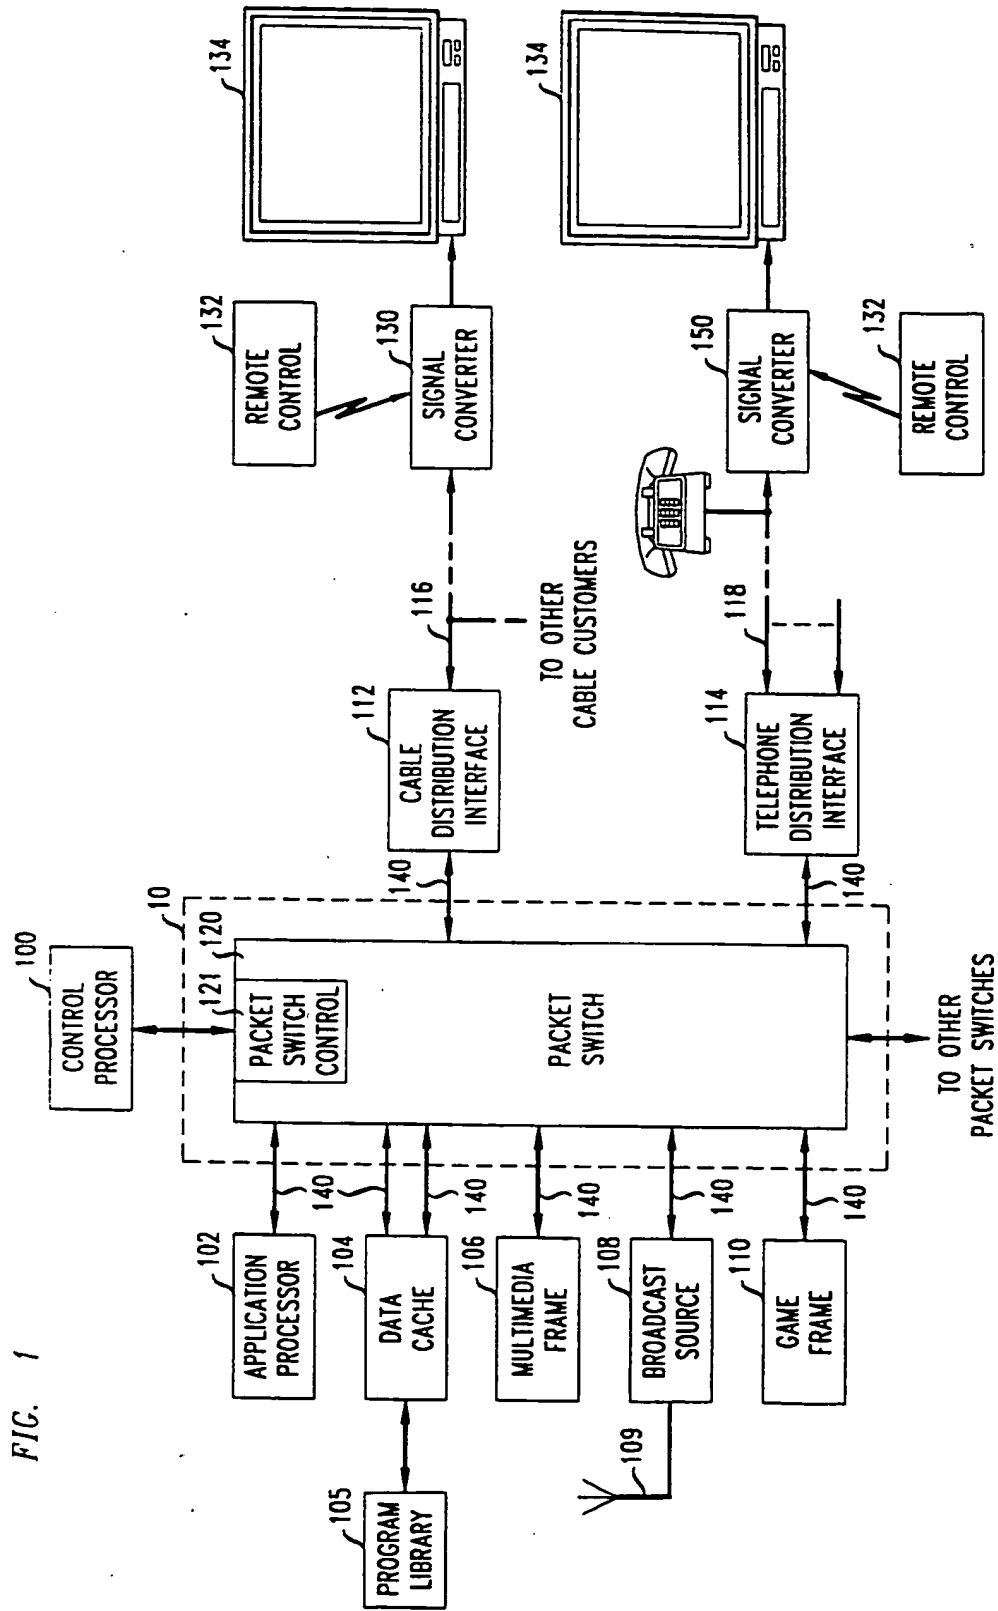 FIG. 1
100
CONTROL
PROCESSOR
10
120
121
PACKET
SWITCH
CONTROL
PACKET
SWITCH
102
APPLICATION
PROCESSOR
140
105
PROGRAM
LIBRARY
104
DATA
CACHE
140
106
MULTIMEDIA
FRAME
140
109
108
BROADCAST
SOURCE
140
110
GAME
FRAME
140
TO OTHER
PACKET SWITCHES
140
112
CABLE
DISTRIBUTION
INTERFACE
116
TO OTHER
CABLE CUSTOMERS
132
REMOTE
CONTROL
130
SIGNAL
CONVERTER
134
140
114
TELEPHONE
DISTRIBUTION
INTERFACE
118
150
SIGNAL
CONVERTER
132
REMOTE
CONTROL
134